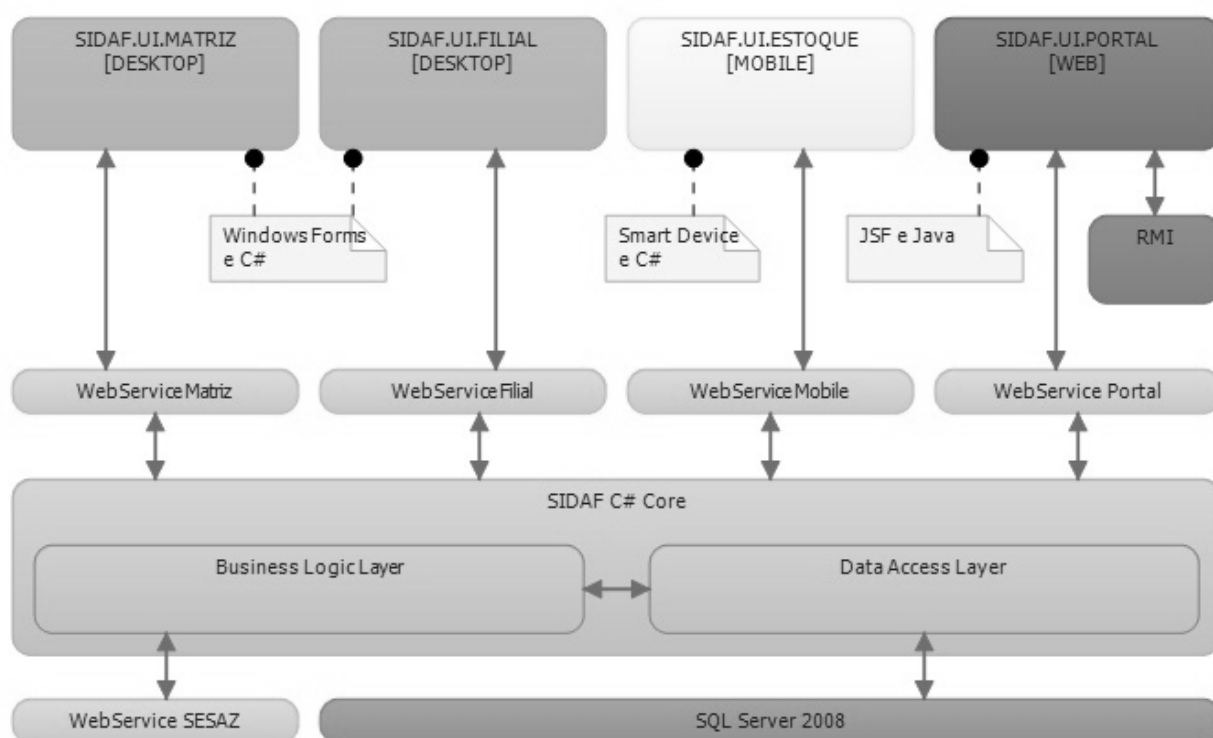 SIDAF.UI.MATRIZ
[DESKTOP]
SIDAF.UI.FILIAL
[DESKTOP]
SIDAF.UI.ESTOQUE
[MOBILE]
SIDAF.UI.PORTAL
[WEB]
Windows Forms
e C#
Smart Device
e C#
JSF e Java
RMI
WebService Matriz
WebService Filial
WebService Mobile
WebService Portal
SIDAF C# Core
Business Logic Layer
Data Access Layer
WebService SESAZ
SQL Server 2008